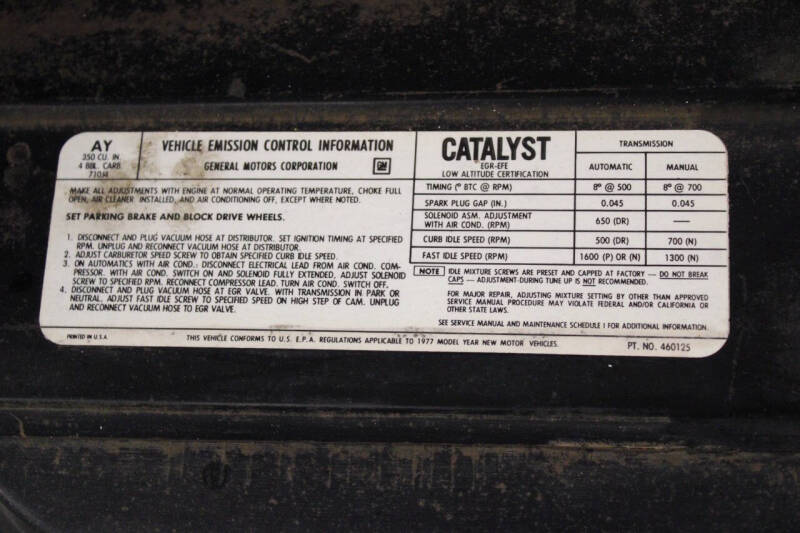 AY
350 CU. IN.
4 BBL. CARB.
VEHICLE EMISSION CONTROL INFORMATION
GENERAL MOTORS CORPORATION
GM
CATALYST
EGR-EFE
LOW ALTITUDE CERTIFICATION
TRANSMISSION
AUTOMATIC MANUAL
TIMING (° BTC @ RPM) 8° @ 500 8° @ 700
SPARK PLUG GAP (IN.) 0.045 0.045
SOLENOID ASM. ADJUSTMENT
WITH AIR COND. (RPM) 650 (DR) —
CURB IDLE SPEED (RPM) 500 (DR) 700 (N)
FAST IDLE SPEED (RPM) 1600 (P) OR (N) 1300 (N)
MAKE ALL ADJUSTMENTS WITH ENGINE AT NORMAL OPERATING TEMPERATURE, CHOKE FULL
OPEN, AIR CLEANER INSTALLED, AND AIR CONDITIONING OFF, EXCEPT WHERE NOTED.
SET PARKING BRAKE AND BLOCK DRIVE WHEELS.
1. DISCONNECT AND PLUG VACUUM HOSE AT DISTRIBUTOR. SET IGNITION TIMING AT SPECIFIED
RPM. UNPLUG AND RECONNECT VACUUM HOSE AT DISTRIBUTOR.
2. ADJUST CARBURETOR SPEED SCREW TO OBTAIN SPECIFIED CURB IDLE SPEED.
3. ON AUTOMATICS WITH AIR COND.: DISCONNECT ELECTRICAL LEAD FROM AIR COND. COM-
PRESSOR. WITH AIR COND. SWITCH ON AND SOLENOID FULLY EXTENDED, ADJUST SOLENOID
SCREW TO SPECIFIED RPM. RECONNECT COMPRESSOR LEAD. TURN AIR COND. SWITCH OFF.
4. DISCONNECT AND PLUG VACUUM HOSE AT EGR VALVE. WITH TRANSMISSION IN PARK OR
NEUTRAL, ADJUST FAST IDLE SCREW TO SPECIFIED SPEED ON HIGH STEP OF CAM. UNPLUG
AND RECONNECT HOSE TO EGR VALVE.
NOTE IDLE MIXTURE SCREWS ARE PRESET AND CAPPED AT FACTORY — DO NOT BREAK
CAPS — ADJUSTMENT DURING TUNE UP IS NOT RECOMMENDED.
FOR MAJOR REPAIR, ADJUSTING MIXTURE SETTING BY OTHER THAN APPROVED
SERVICE MANUAL PROCEDURE MAY VIOLATE FEDERAL AND/OR CALIFORNIA OR
OTHER STATE LAWS.
SEE SERVICE MANUAL AND MAINTENANCE SCHEDULE I FOR ADDITIONAL INFORMATION.
PRINTED IN U.S.A.
THIS VEHICLE CONFORMS TO U.S. E.P.A. REGULATIONS APPLICABLE TO 1977 MODEL YEAR NEW MOTOR VEHICLES.
PT. NO. 460125